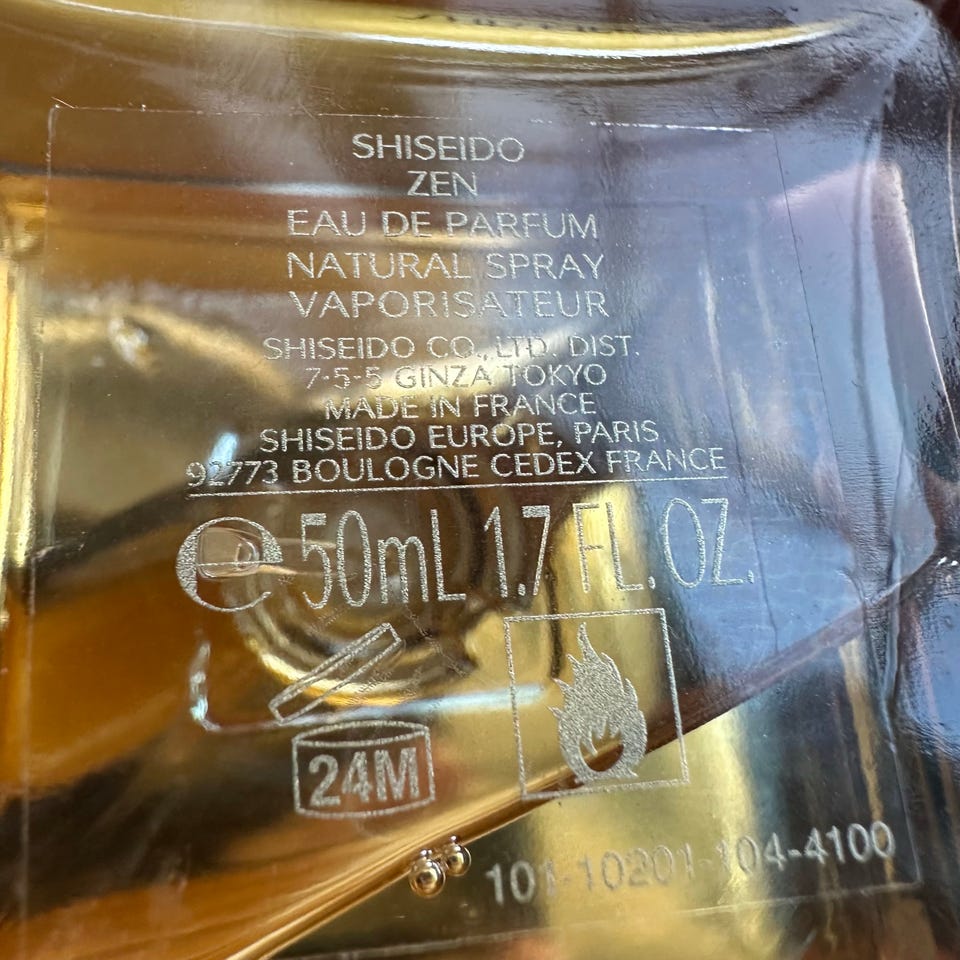 SHISEIDO
ZEN
EAU DE PARFUM
NATURAL SPRAY
VAPORISATEUR
SHISEIDO CO., LTD. DIST.
7-5-5 GINZA TOKYO
MADE IN FRANCE
SHISEIDO EUROPE, PARIS
92773 BOULOGNE CEDEX FRANCE
℮ 50mL 1.7 FL. OZ.
24M
101-10201-104-4100